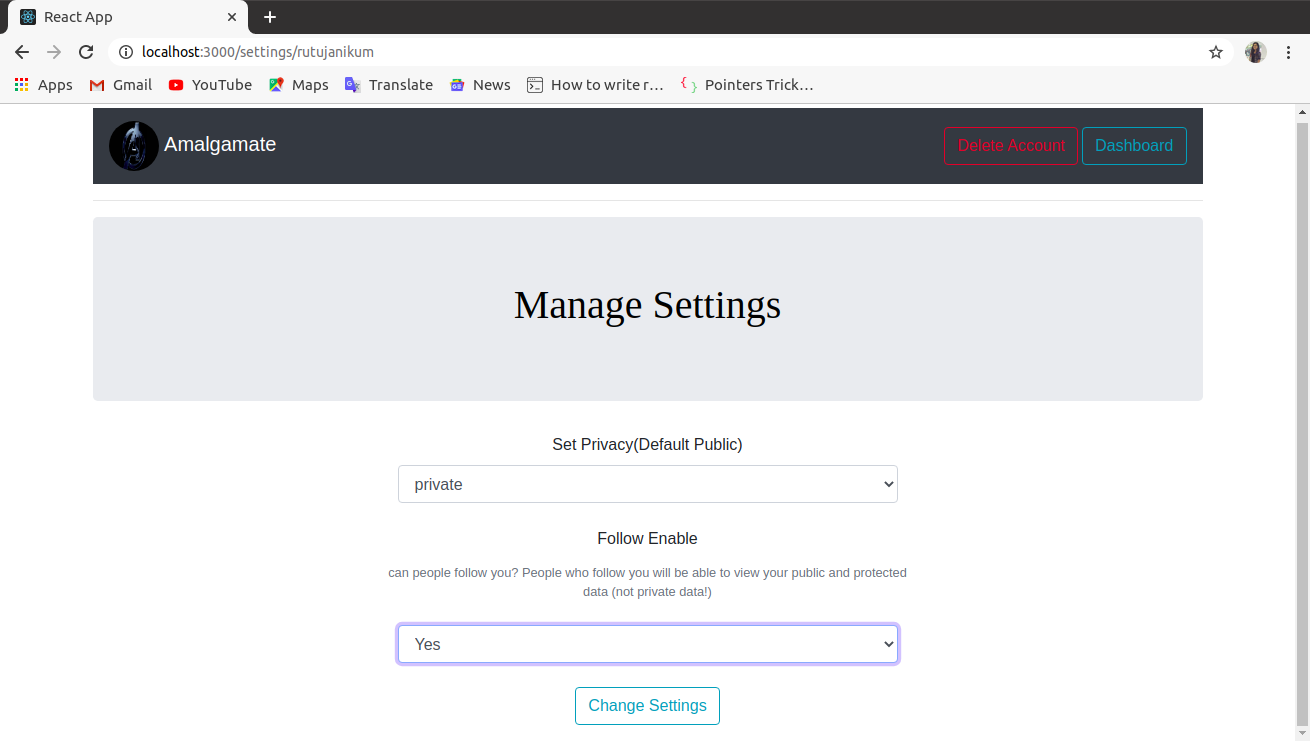 React App
localhost:3000/settings/rutujanikum
Apps Gmail YouTube Maps Translate News How to write r… Pointers Trick…
Amalgamate Delete Account Dashboard
Manage Settings
Set Privacy(Default Public)
private
Follow Enable
can people follow you? People who follow you will be able to view your public and protected
data (not private data!)
Yes
Change Settings